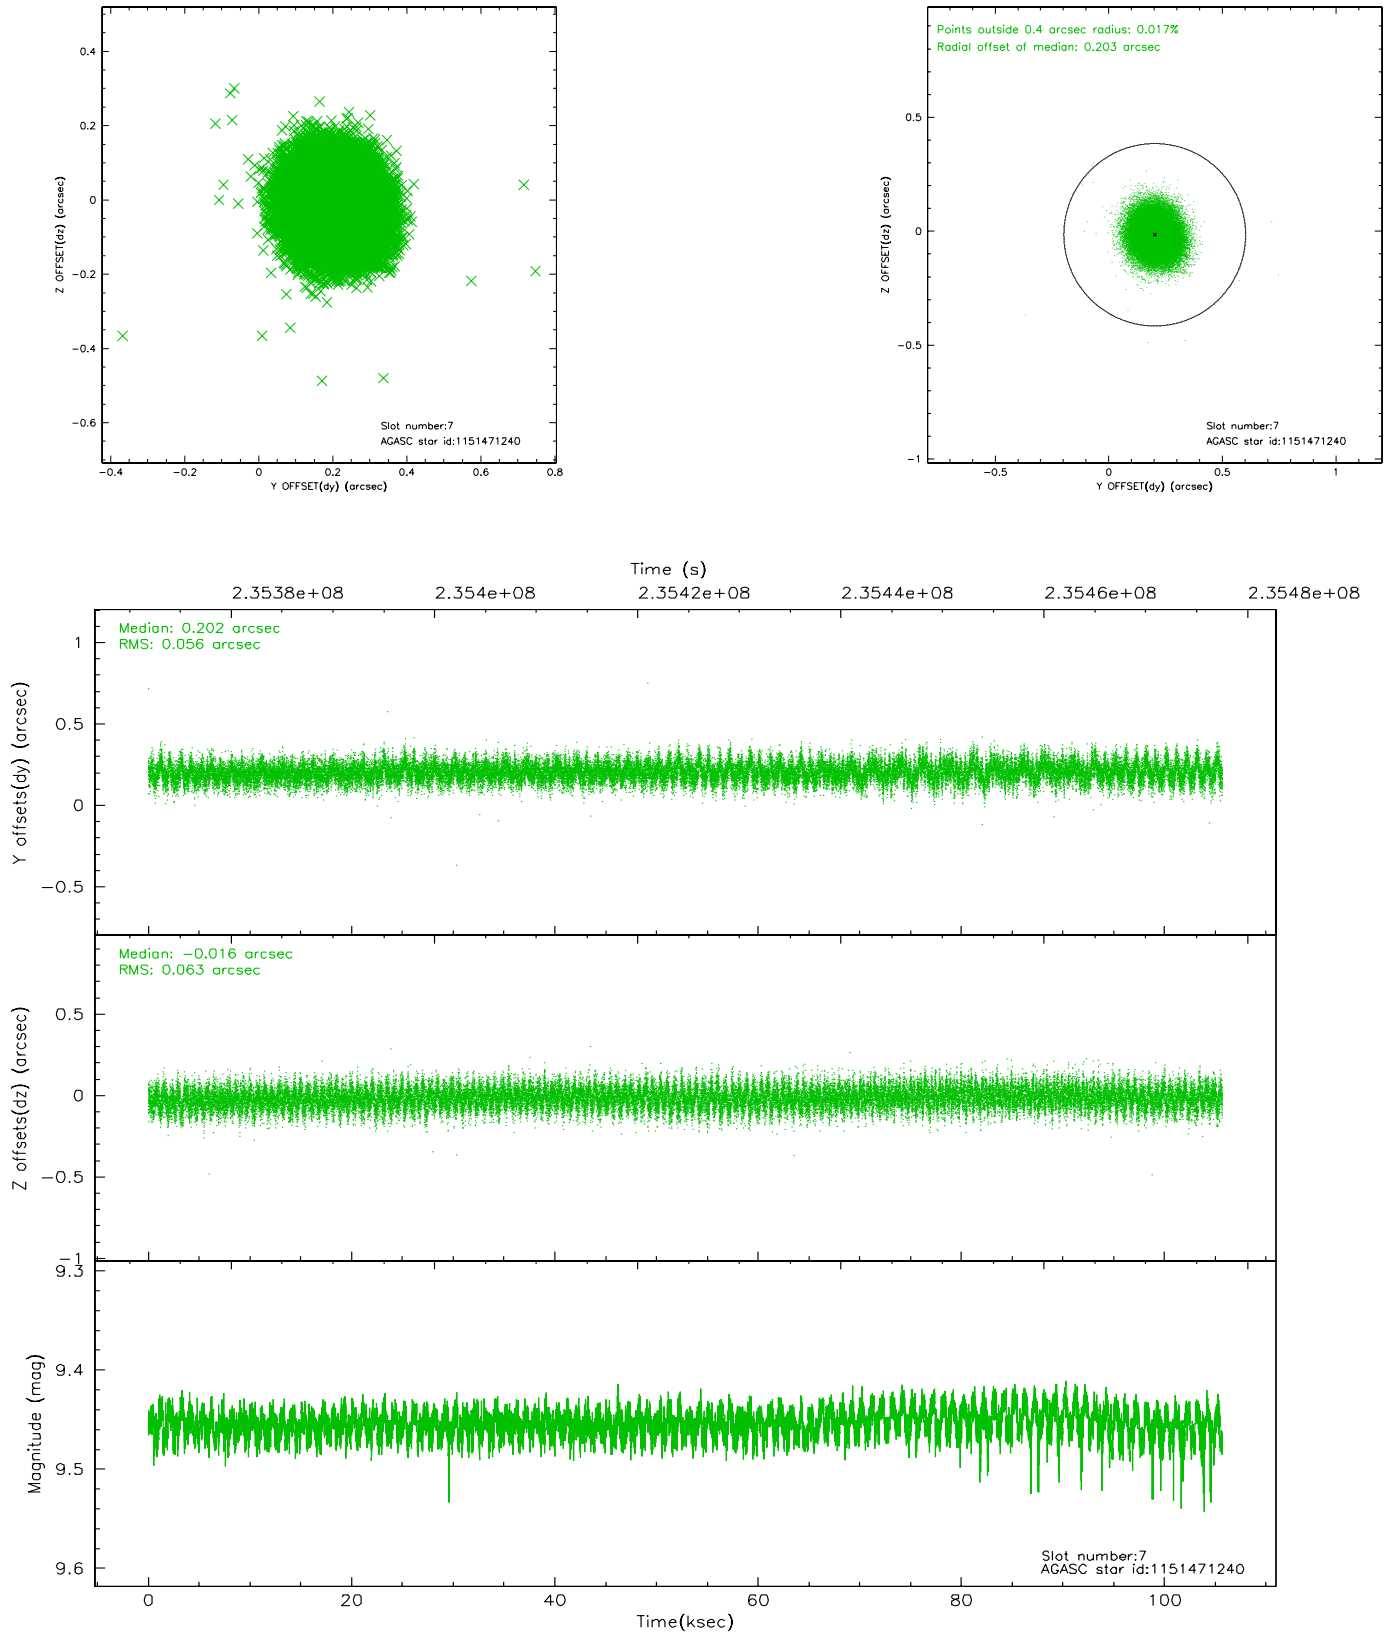 0.4
0.2
0
−0.2
−0.4
−0.6
Z OFFSET(dz) (arcsec)
Slot number:7
AGASC star id:1151471240
−0.4 −0.2 0 0.2 0.4 0.6 0.8
Y OFFSET(dy) (arcsec)
Points outside 0.4 arcsec radius: 0.017%
Radial offset of median: 0.203 arcsec
0.5
0
−0.5
−1
Z OFFSET(dz) (arcsec)
Slot number:7
AGASC star id:1151471240
−0.5 0 0.5 1
Y OFFSET(dy) (arcsec)
Time (s)
2.3538e+08 2.354e+08 2.3542e+08 2.3544e+08 2.3546e+08 2.3548e+08
Median: 0.202 arcsec
RMS: 0.056 arcsec
1
0.5
0
−0.5
Y offsets(dy) (arcsec)
Median: −0.016 arcsec
RMS: 0.063 arcsec
0.5
0
−0.5
−1
Z offsets(dz) (arcsec)
9.3
9.4
9.5
9.6
Magnitude (mag)
Slot number:7
AGASC star id:1151471240
0 20 40 60 80 100
Time(ksec)